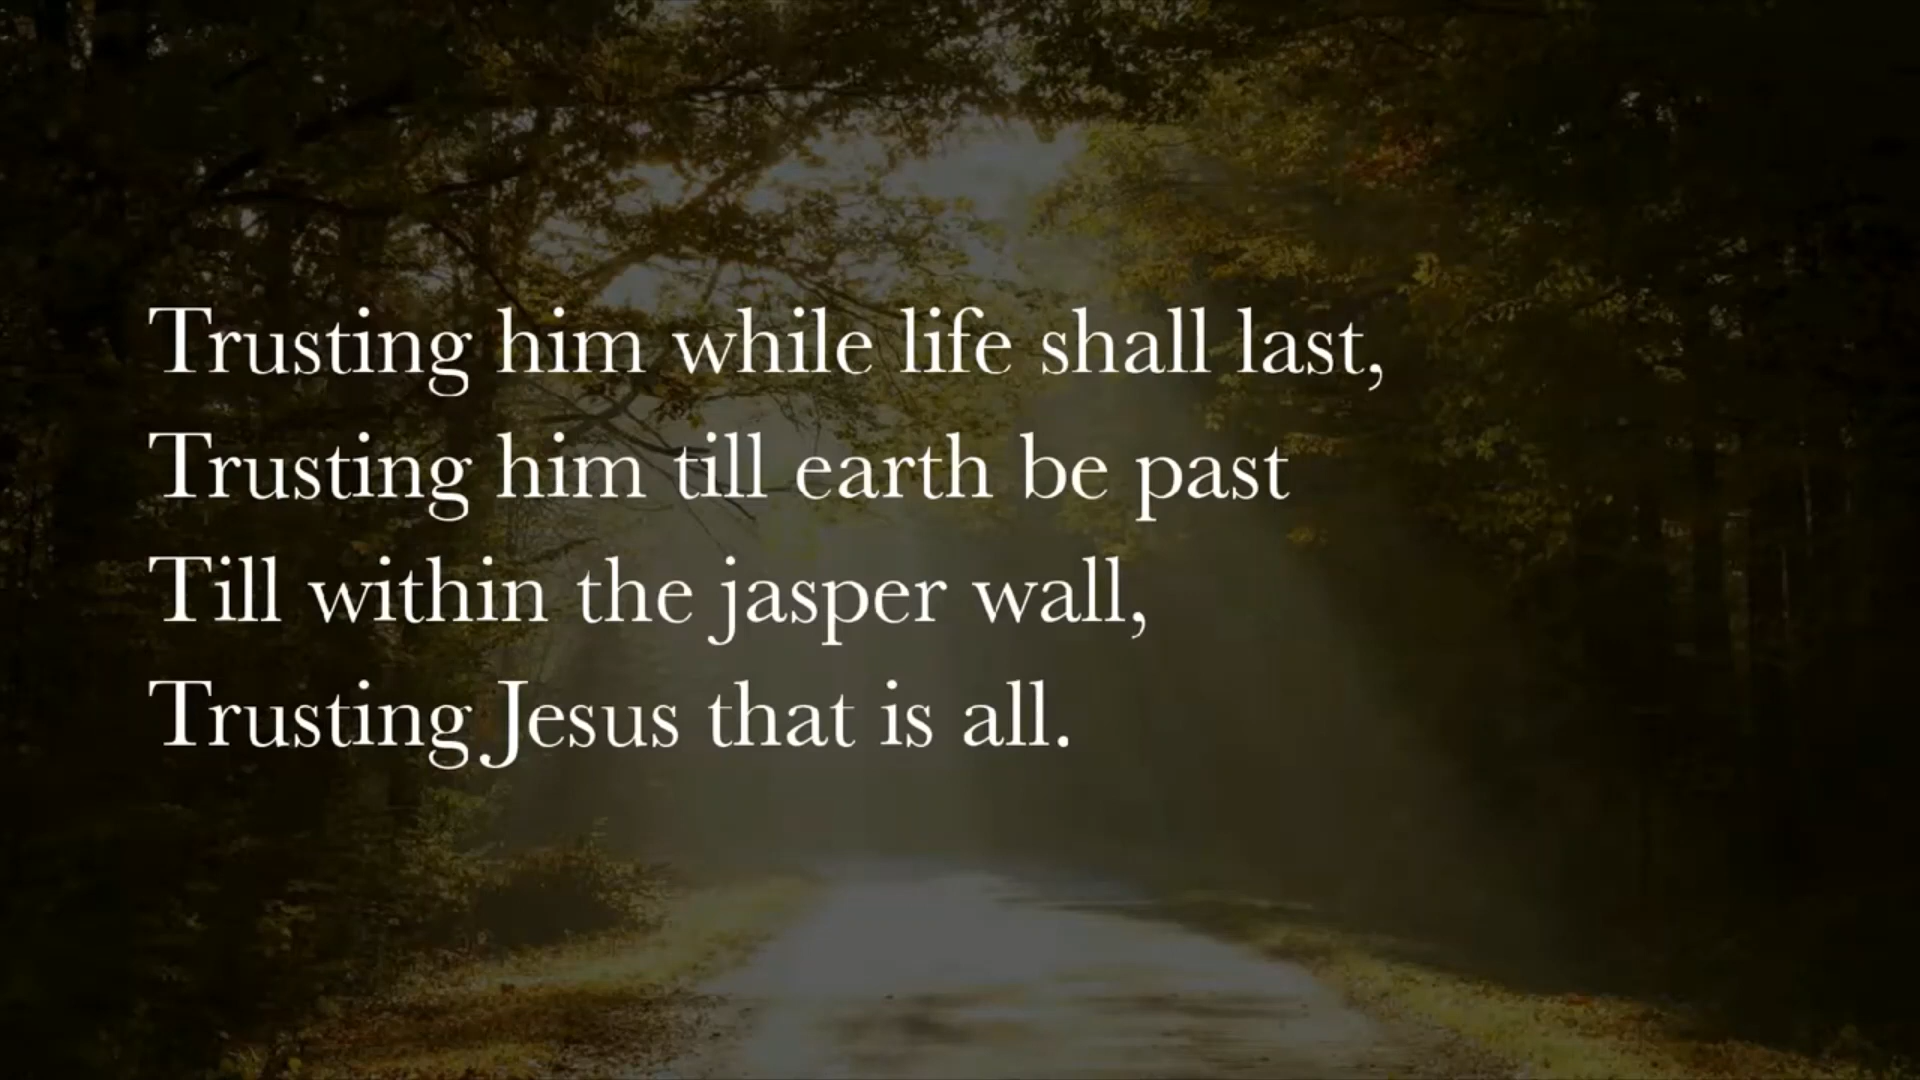 Trusting him while life shall last,
Trusting him till earth be past
Till within the jasper wall,
Trusting Jesus that is all.